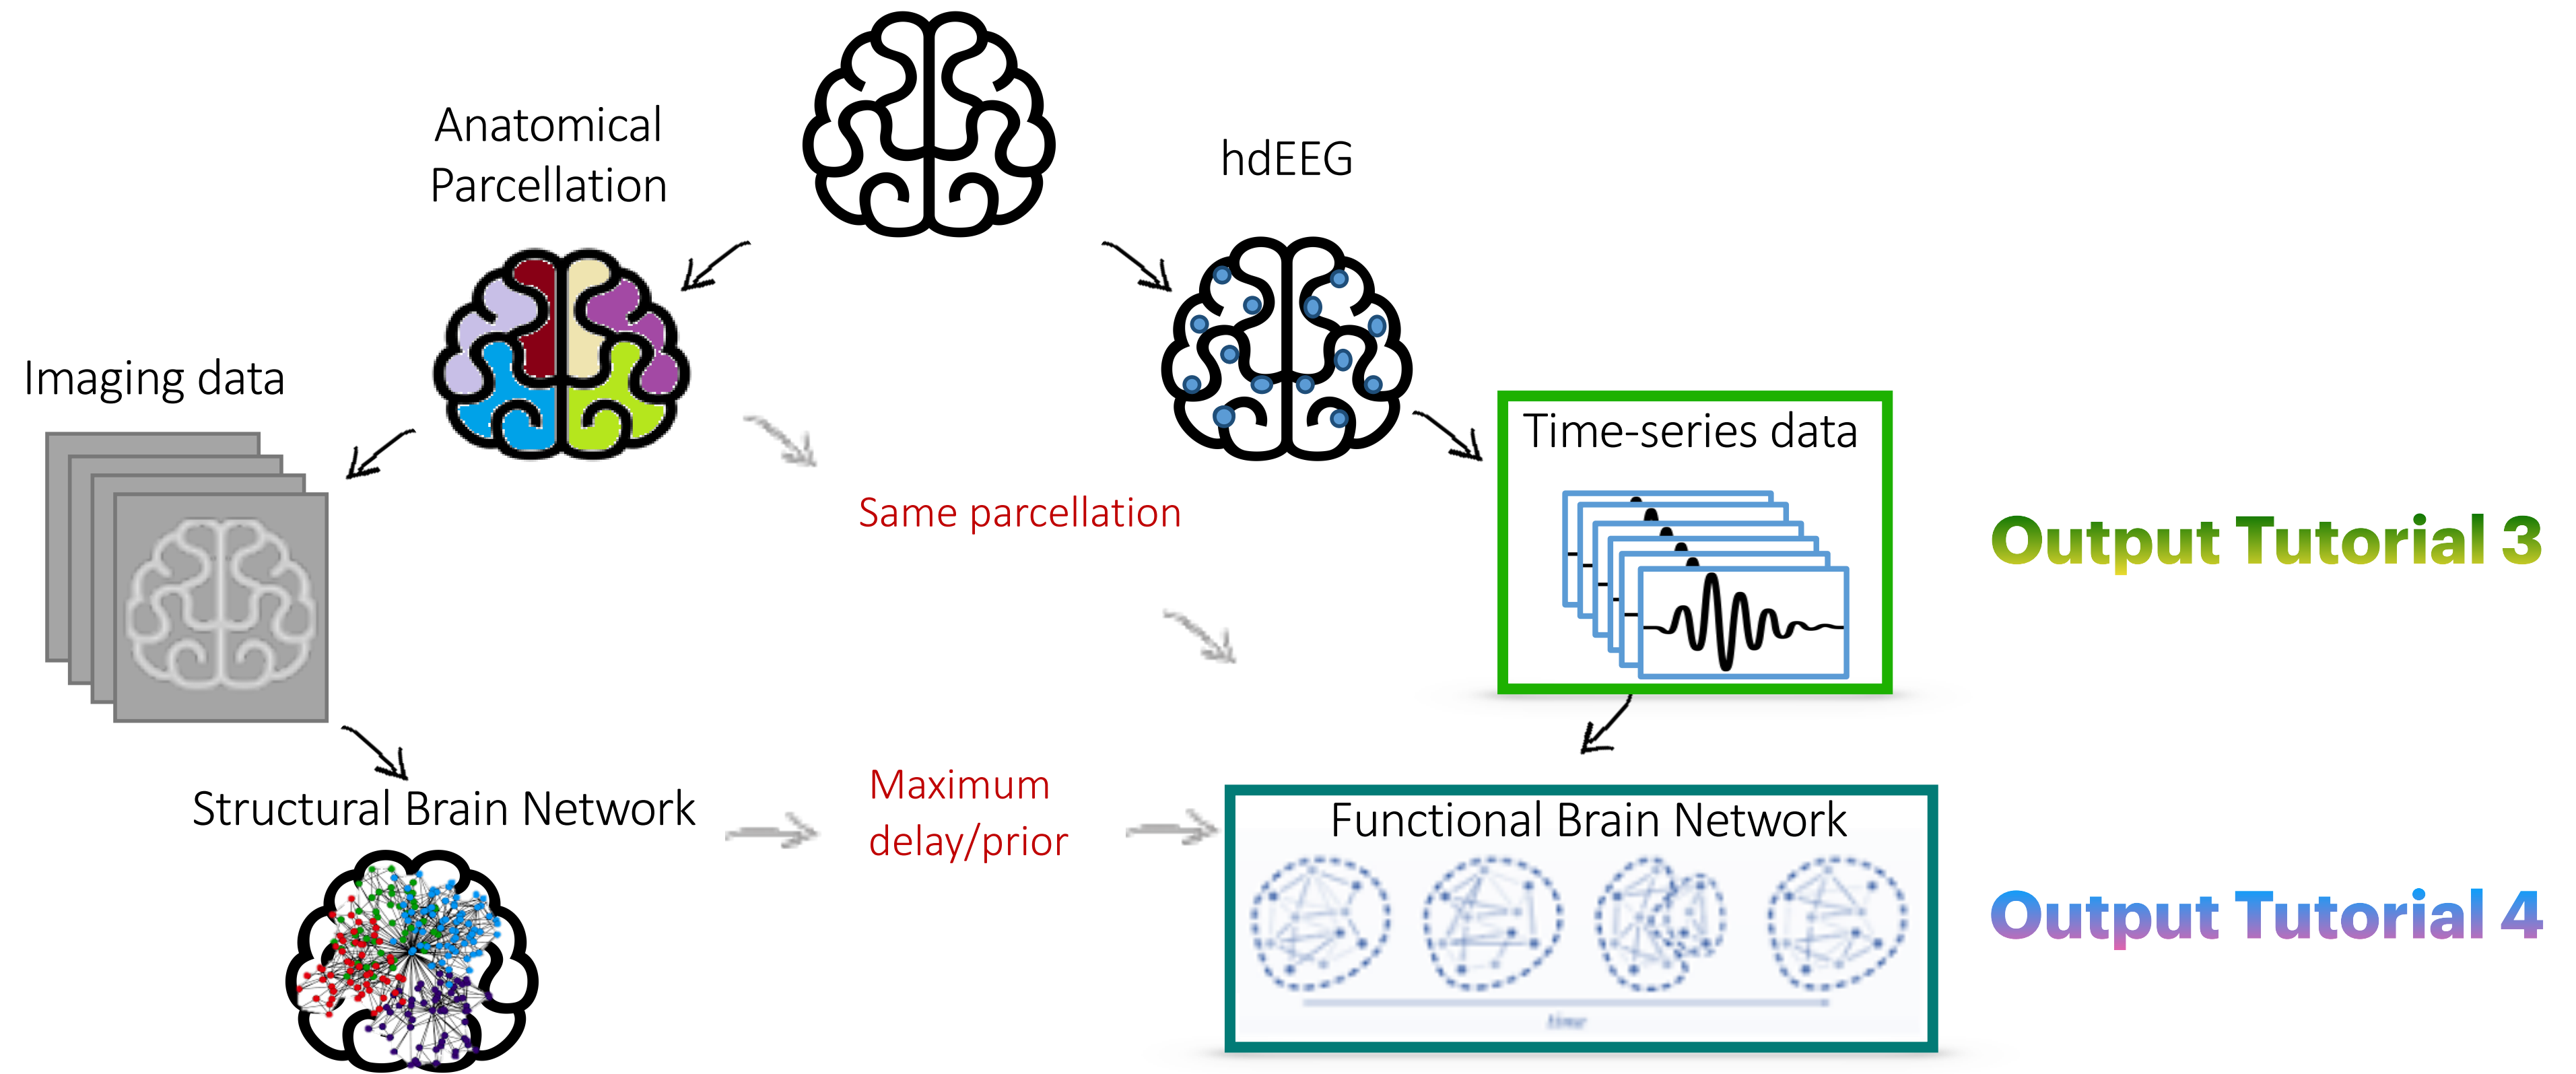 Anatomical
Parcellation
hdEEG
Imaging data
Time-series data
Same parcellation
Output Tutorial 3
Structural Brain Network
Maximum
delay/prior
Functional Brain Network
Output Tutorial 4
time